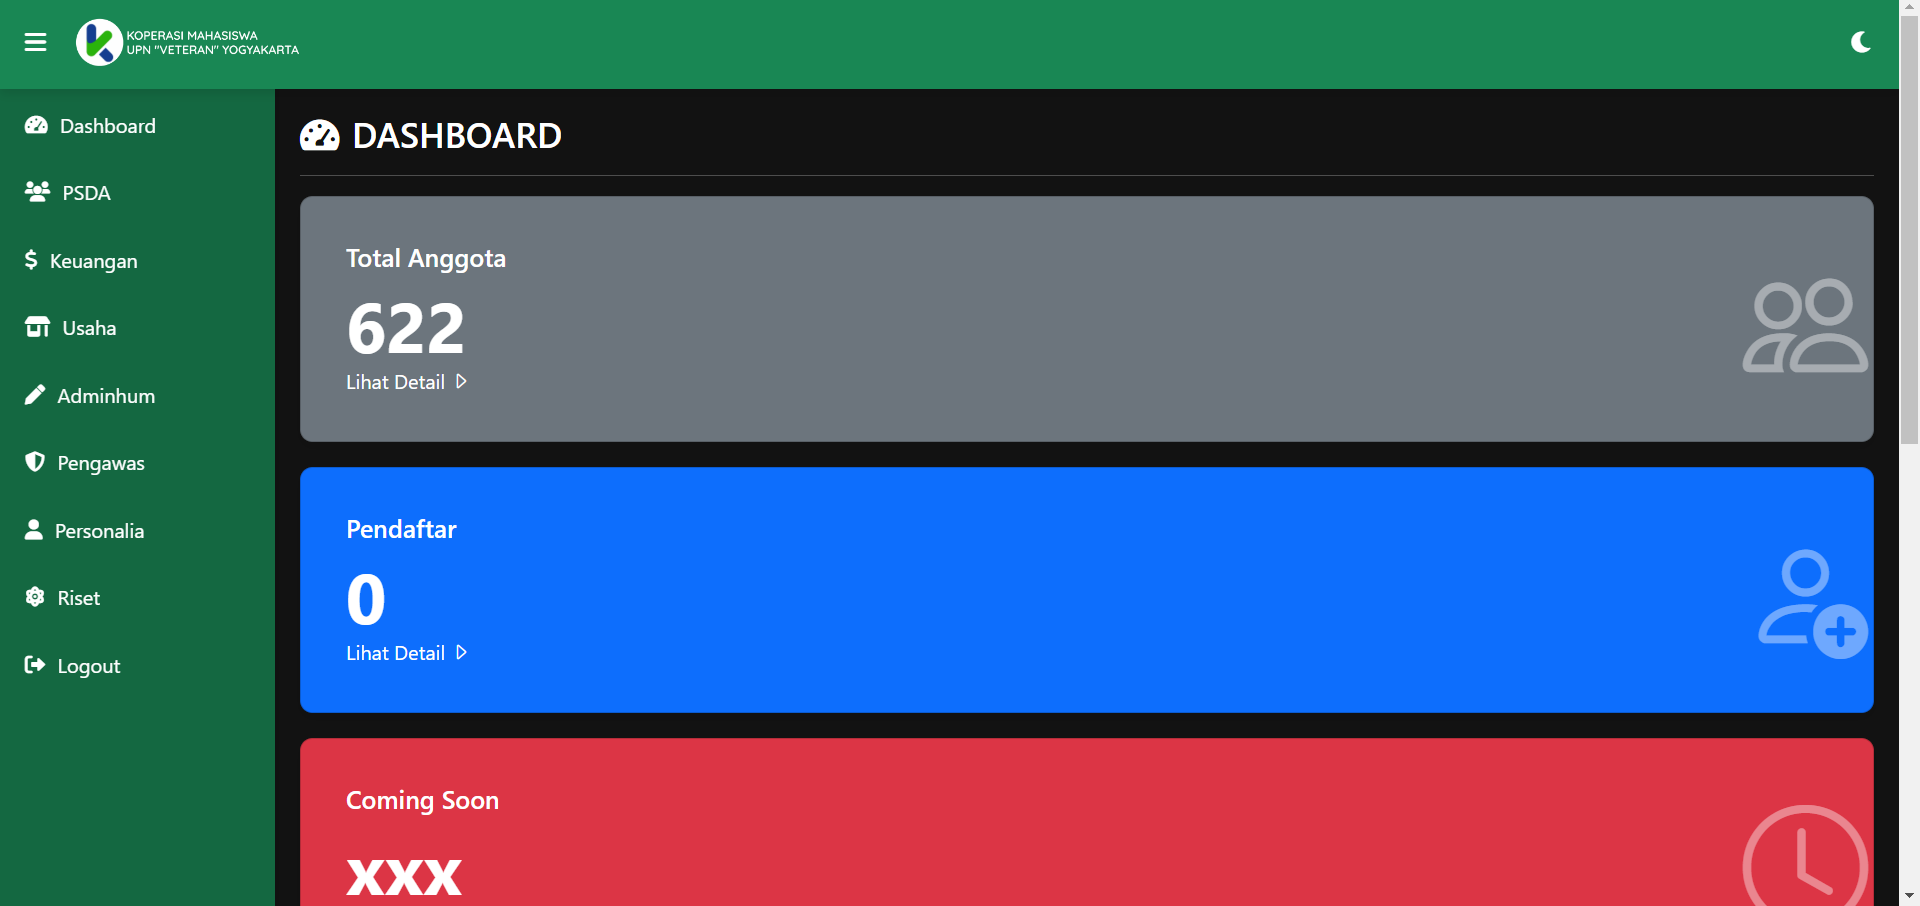 KOPERASI MAHASISWA
UPN "VETERAN" YOGYAKARTA
Dashboard
PSDA
Keuangan
Usaha
Adminhum
Pengawas
Personalia
Riset
Logout
DASHBOARD
Total Anggota
622
Lihat Detail
Pendaftar
0
Lihat Detail
Coming Soon
xxx